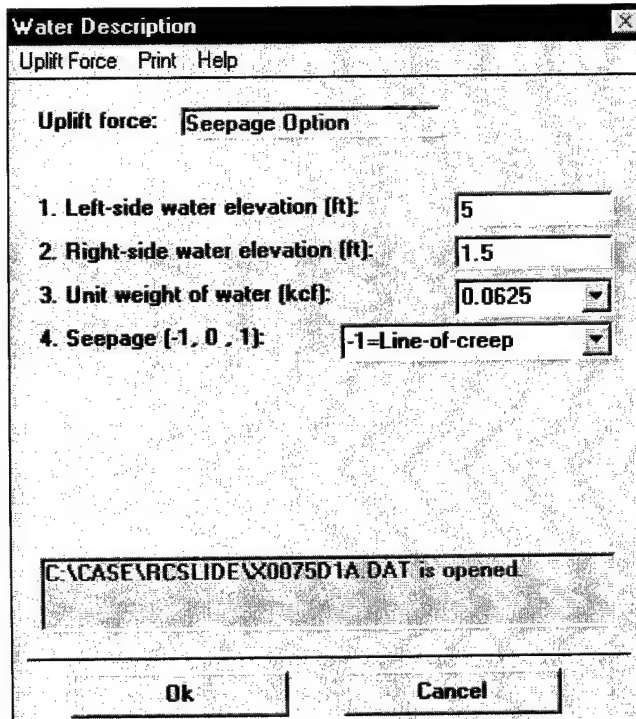 Water Description
Uplift Force Print Help
Uplift force: Seepage Option
1. Left-side water elevation (ft): 5
2. Right-side water elevation (ft): 1.5
3. Unit weight of water (kcf): 0.0625
4. Seepage (-1, 0 , 1): -1=Line-of-creep
C:\CASE\RCSLIDE\X0075D1A.DAT is opened.
Ok Cancel